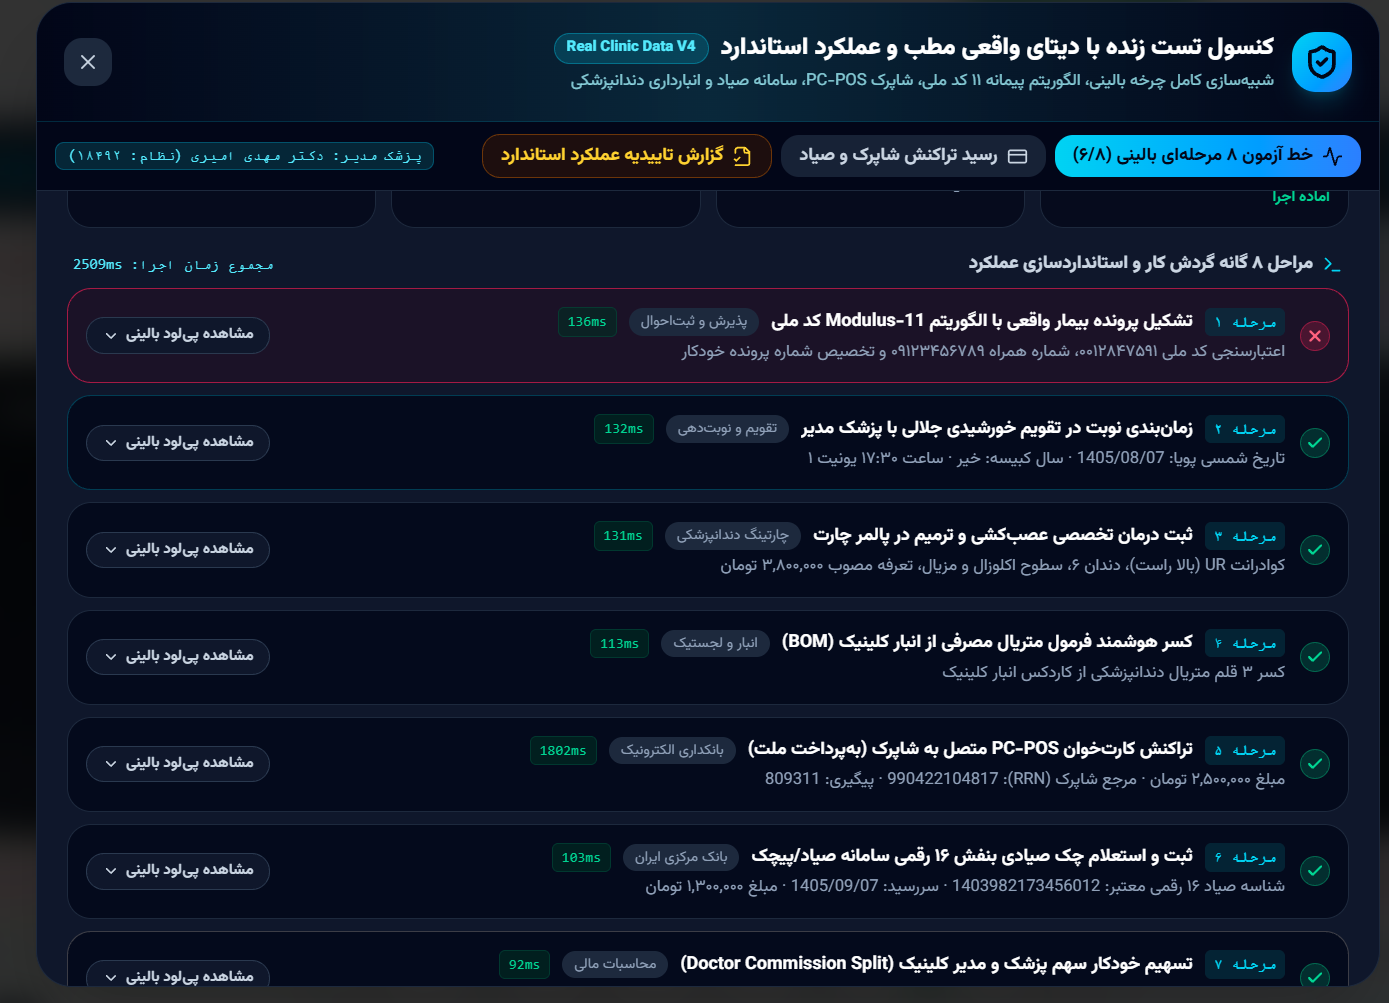 کنسول تست زنده با دیتای واقعی مطب و عملکرد استاندارد Real Clinic Data V4
شبیه‌سازی کامل چرخه بالینی، الگوریتم پیمانه ۱۱ کد ملی، شاپرک PC-POS، سامانه صیاد و انبارداری دندانپزشکی
خط آزمون ۸ مرحله‌ای بالینی (۶/۸)
رسید تراکنش شاپرک و صیاد
گزارش تاییدیه عملکرد استاندارد
پزشک مدیر: دکتر مهدی امیری (نظام: ۱۸۴۹۲)
آماده اجرا
مراحل ۸ گانه گردش کار و استانداردسازی عملکرد
مجموع زمان اجرا: 2509ms
مرحله ۱ تشکیل پرونده بیمار واقعی با الگوریتم Modulus-11 کد ملی پذیرش و ثبت‌احوال 136ms
اعتبارسنجی کد ملی ۰۰۱۲۸۴۷۵۹۱، شماره همراه ۰۹۱۲۳۴۵۶۷۸۹ و تخصیص شماره پرونده خودکار
مشاهده پی‌لود بالینی
مرحله ۲ زمان‌بندی نوبت در تقویم خورشیدی جلالی با پزشک مدیر تقویم و نوبت‌دهی 132ms
تاریخ شمسی پویا: 1405/08/07 · سال کبیسه: خیر · ساعت ۱۷:۳۰ یونیت ۱
مشاهده پی‌لود بالینی
مرحله ۳ ثبت درمان تخصصی عصب‌کشی و ترمیم در پالمر چارت چارتینگ دندانپزشکی 131ms
کوادرانت UR (بالا راست)، دندان ۶، سطوح اکلوزال و مزیال، تعرفه مصوب ۳,۸۰۰,۰۰۰ تومان
مشاهده پی‌لود بالینی
مرحله ۴ کسر هوشمند فرمول متریال مصرفی از انبار کلینیک (BOM) انبار و لجستیک 113ms
کسر ۳ قلم متریال دندانپزشکی از کاردکس انبار کلینیک
مشاهده پی‌لود بالینی
مرحله ۵ تراکنش کارت‌خوان PC-POS متصل به شاپرک (به‌پرداخت ملت) بانکداری الکترونیک 1802ms
مبلغ ۲,۵۰۰,۰۰۰ تومان · مرجع شاپرک (RRN): 990422104817 · پیگیری: 809311
مشاهده پی‌لود بالینی
مرحله ۶ ثبت و استعلام چک صیادی بنفش ۱۶ رقمی سامانه صیاد/پیچک بانک مرکزی ایران 103ms
شناسه صیاد ۱۶ رقمی معتبر: 1403982173456012 · سررسید: 1405/09/07 · مبلغ ۱,۳۰۰,۰۰۰ تومان
مشاهده پی‌لود بالینی
مرحله ۷ تسهیم خودکار سهم پزشک و مدیر کلینیک (Doctor Commission Split) محاسبات مالی 92ms
مشاهده پی‌لود بالینی